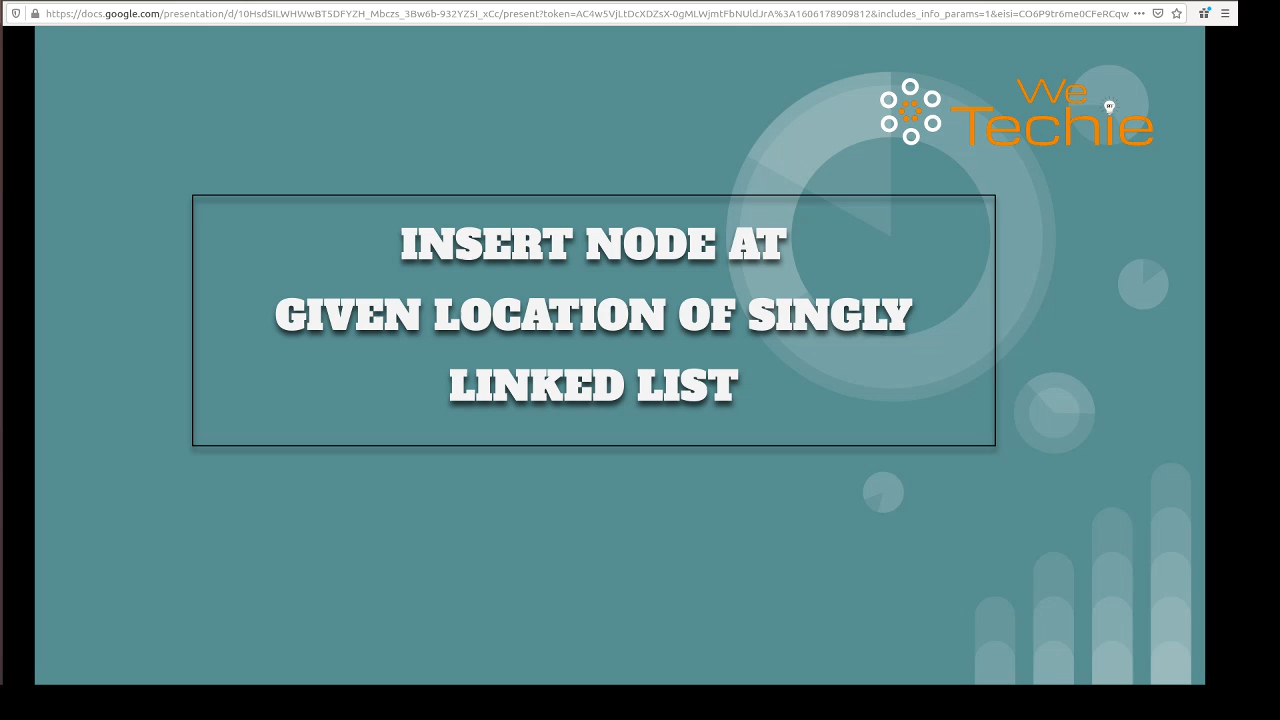 https://docs.google.com/presentation/d/10HsdSILWHWwBT5DFYZH_Mbczs_3Bw6b-932YZ5I_xCc/present?token=AC4w5VjLtDcXDZsX-0gMLWjmtFbNUldJrA%3A1606178909812&includes_info_params=1&eisi=CO6P9tr6me0CFeRCqw
We
Techie
INSERT NODE AT
GIVEN LOCATION OF SINGLY
LINKED LIST